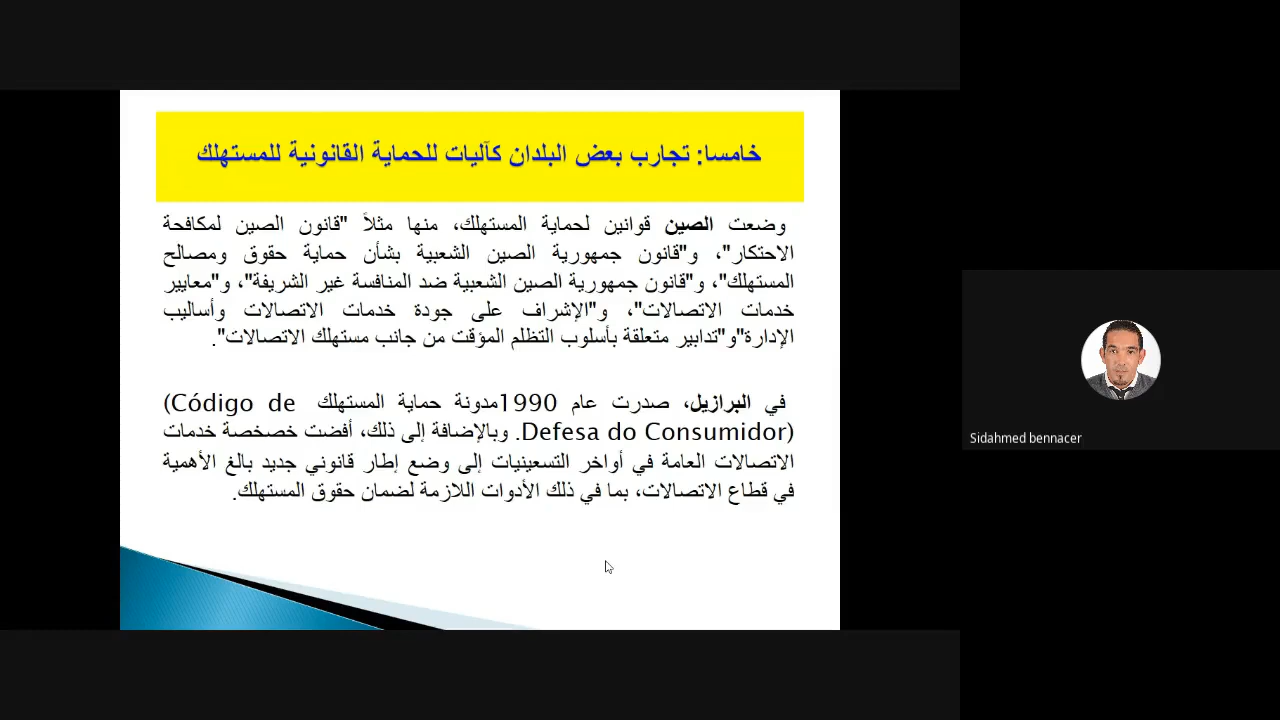 خامسا: تجارب بعض البلدان كآليات للحماية القانونية للمستهلك
وضعت الصين قوانين لحماية المستهلك، منها مثلاً "قانون الصين لمكافحة
الاحتكار"، و"قانون جمهورية الصين الشعبية بشأن حماية حقوق ومصالح
المستهلك"، و"قانون جمهورية الصين الشعبية ضد المنافسة غير الشريفة"، و"معايير
خدمات الاتصالات"، و"الإشراف على جودة خدمات الاتصالات وأساليب
الإدارة"و"تدابير متعلقة بأسلوب التظلم المؤقت من جانب مستهلك الاتصالات".
في البرازيل، صدرت عام 1990مدونة حماية المستهلك (Código de
Defesa do Consumidor). وبالإضافة إلى ذلك، أفضت خصخصة خدمات
الاتصالات العامة في أواخر التسعينيات إلى وضع إطار قانوني جديد بالغ الأهمية
في قطاع الاتصالات، بما في ذلك الأدوات اللازمة لضمان حقوق المستهلك.
Sidahmed bennacer